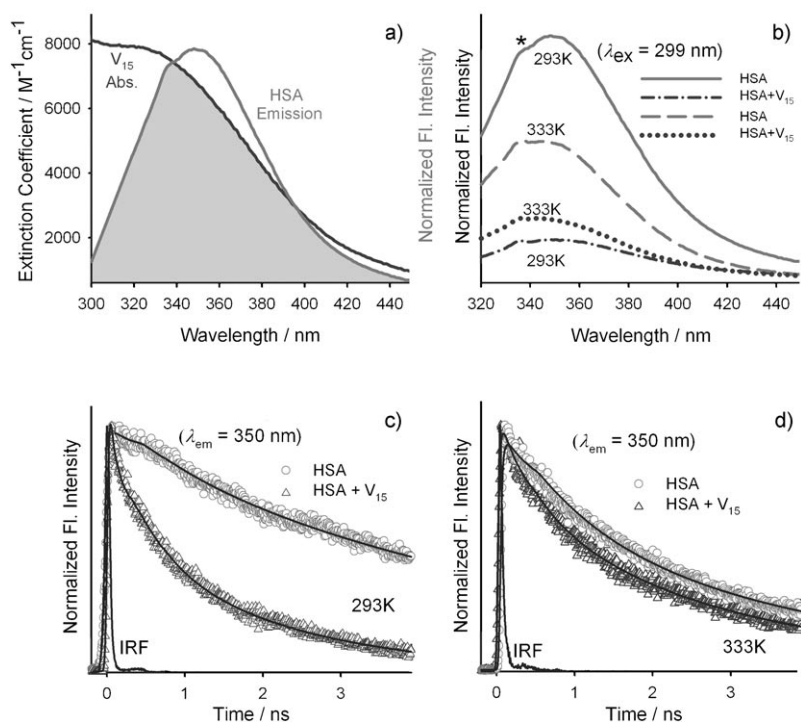 a)
8000
6000
4000
2000
Extinction Coefficient / M⁻¹cm⁻¹
V₁₅
Abs.
HSA
Emission
300 320 340 360 380 400 420 440
Wavelength / nm
b)
Normalized Fl. Intensity
Normalized Fl. Intensity
*
(λex = 299 nm)
293K
HSA
HSA+V₁₅
HSA
HSA+V₁₅
333K
333K
293K
320 340 360 380 400 420 440
Wavelength / nm
c)
Normalized Fl. Intensity
(λem = 350 nm)
HSA
HSA + V₁₅
293K
IRF
0 1 2 3
Time / ns
d)
Normalized Fl. Intensity
(λem = 350 nm)
HSA
HSA + V₁₅
333K
IRF
0 1 2 3
Time / ns